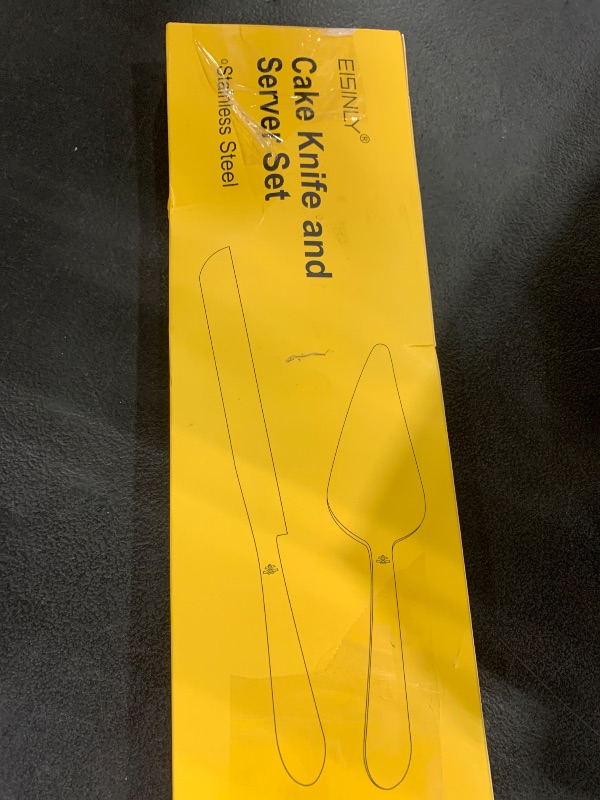 EISINLY®
Cake Knife and
Server Set
°Stainless Steel